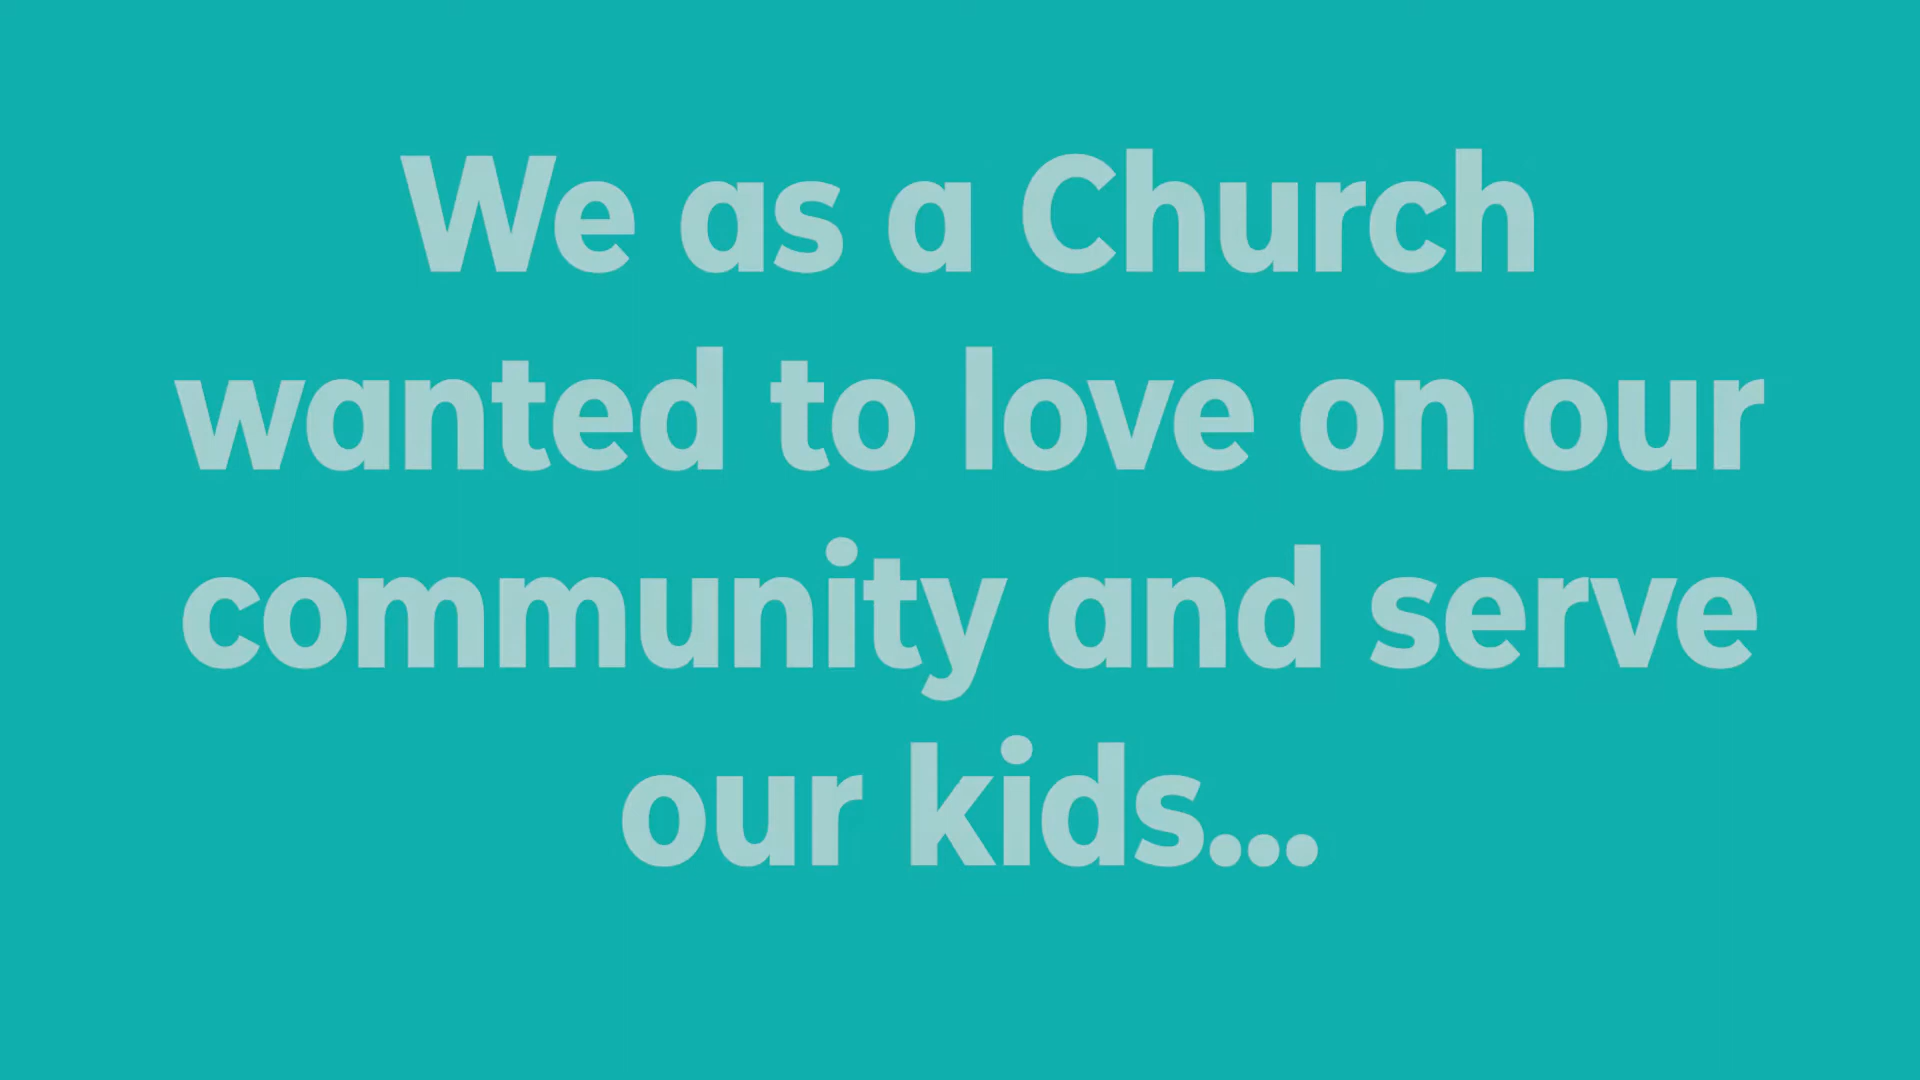 We as a Church
wanted to love on our
community and serve
our kids...